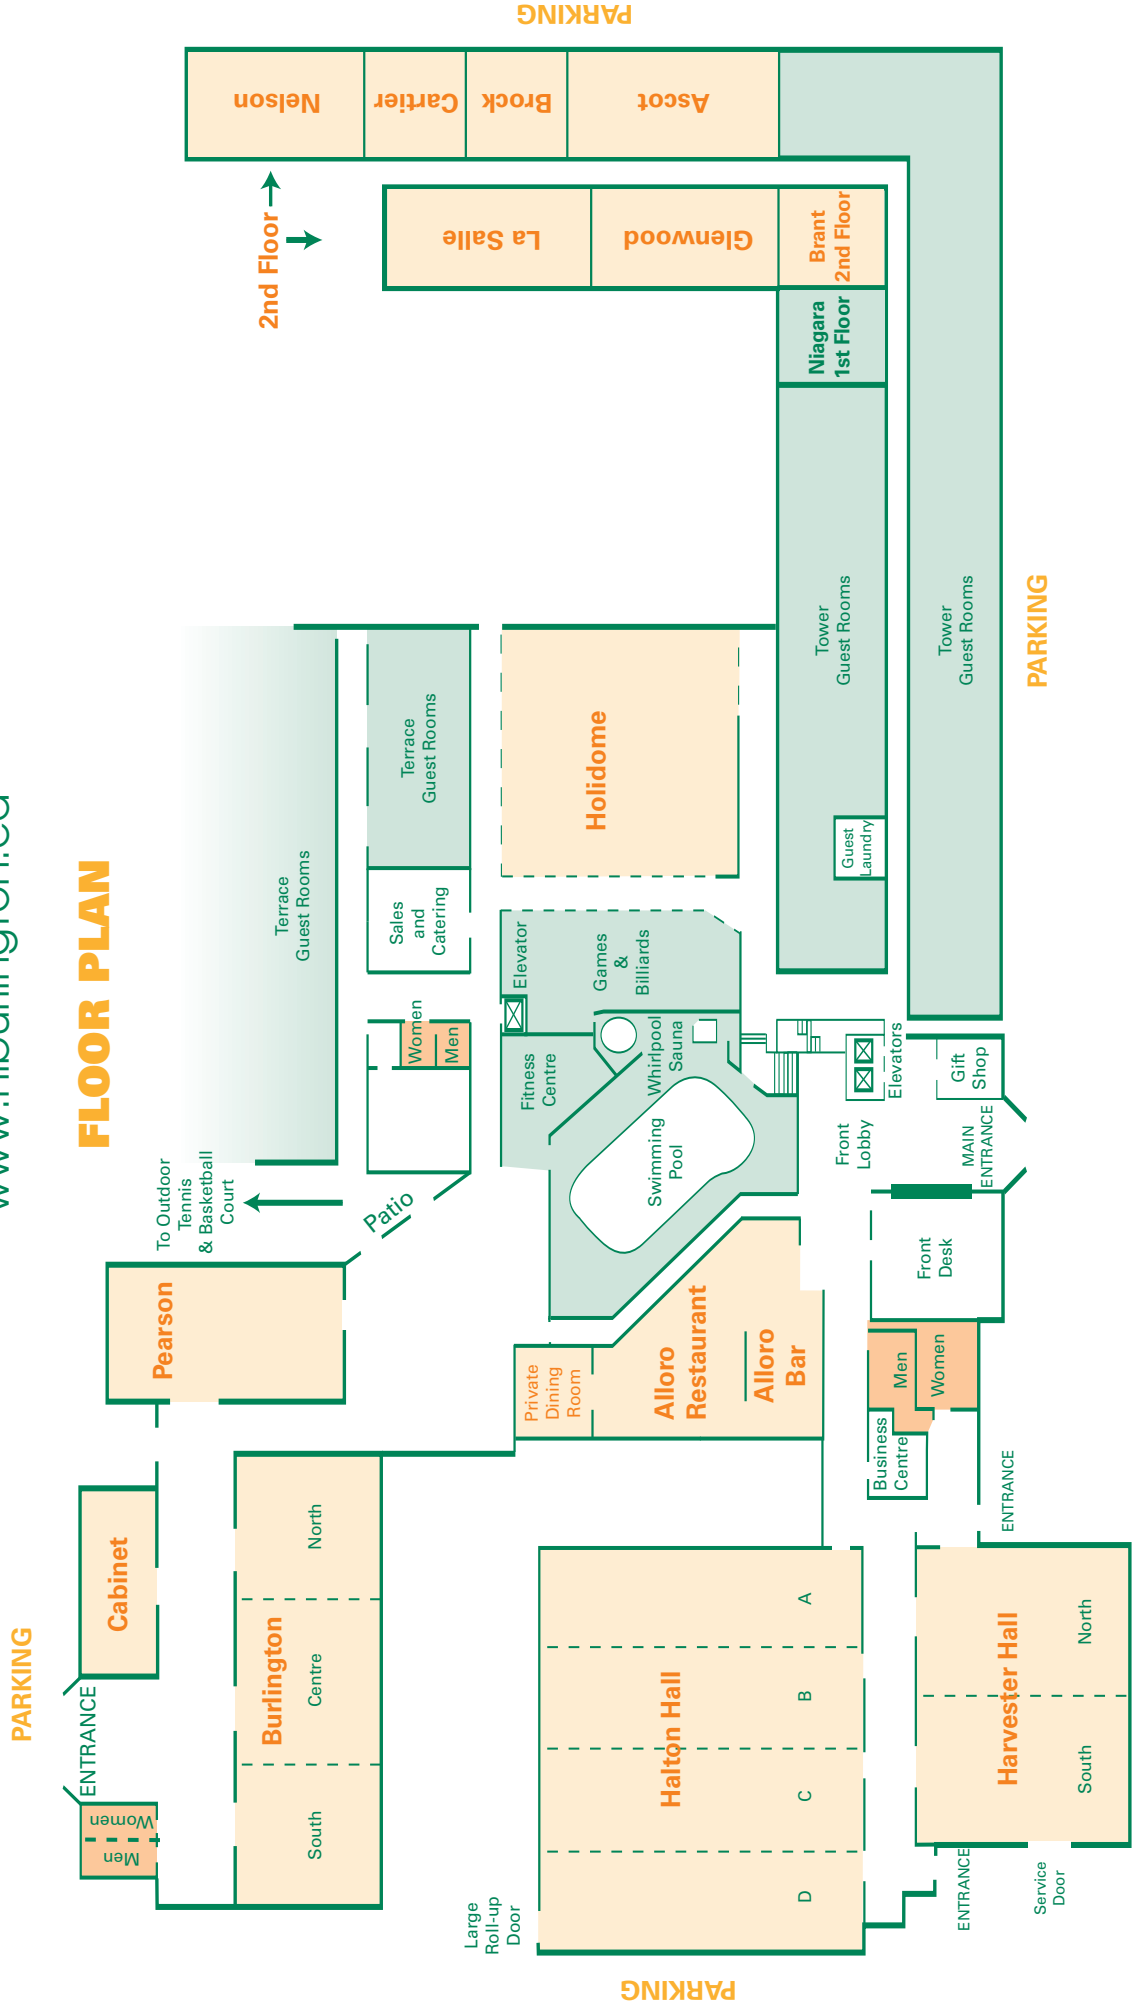 FLOOR PLAN
PARKING
ENTRANCE
Men
Women
Cabinet
Pearson
To Outdoor
Tennis
& Basketball
Court
Patio
Burlington
South
Centre
North
Terrace
Guest Rooms
Women
Men
Sales
and
Catering
Terrace
Guest Rooms
2nd Floor
Nelson
Cartier
Brock
Ascot
La Salle
Glenwood
Brant
2nd Floor
Niagara
1st Floor
PARKING
Large
Roll-up
Door
Private
Dining
Room
Fitness
Centre
Elevator
Games
&
Billiards
Whirlpool
Sauna
Swimming
Pool
Holidome
Halton Hall
D
C
B
A
Alloro
Restaurant
Alloro
Bar
Tower
Guest Rooms
Guest
Laundry
Front
Lobby
Elevators
Business
Centre
Men
Women
Front
Desk
MAIN
ENTRANCE
Gift
Shop
Tower
Guest Rooms
PARKING
ENTRANCE
ENTRANCE
Harvester Hall
Service
Door
South
North
PARKING